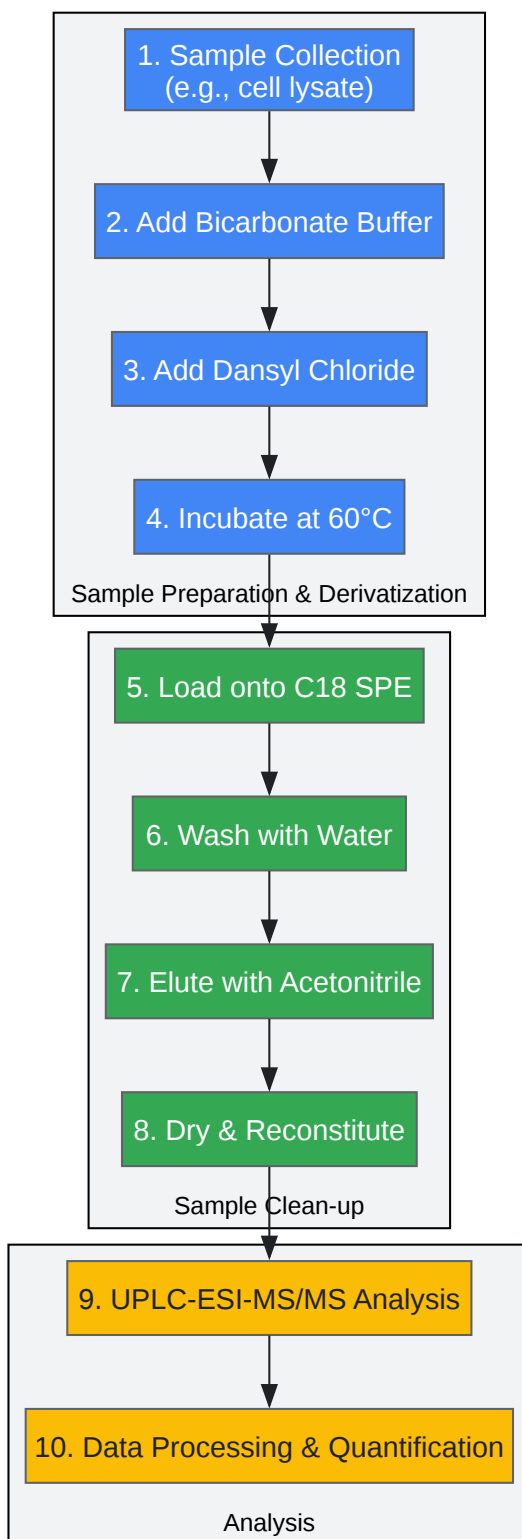 1. Sample Collection
(e.g., cell lysate)
2. Add Bicarbonate Buffer
3. Add Dansyl Chloride
4. Incubate at 60°C
Sample Preparation & Derivatization
5. Load onto C18 SPE
6. Wash with Water
7. Elute with Acetonitrile
8. Dry & Reconstitute
Sample Clean-up
9. UPLC-ESI-MS/MS Analysis
10. Data Processing & Quantification
Analysis